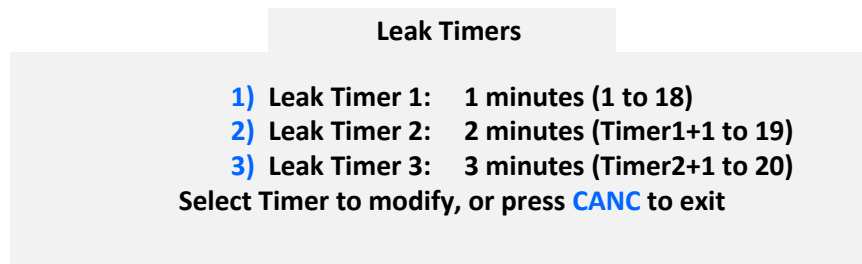 Leak Timers
1) Leak Timer 1: 1 minutes (1 to 18)
2) Leak Timer 2: 2 minutes (Timer1+1 to 19)
3) Leak Timer 3: 3 minutes (Timer2+1 to 20)
Select Timer to modify, or press CANC to exit